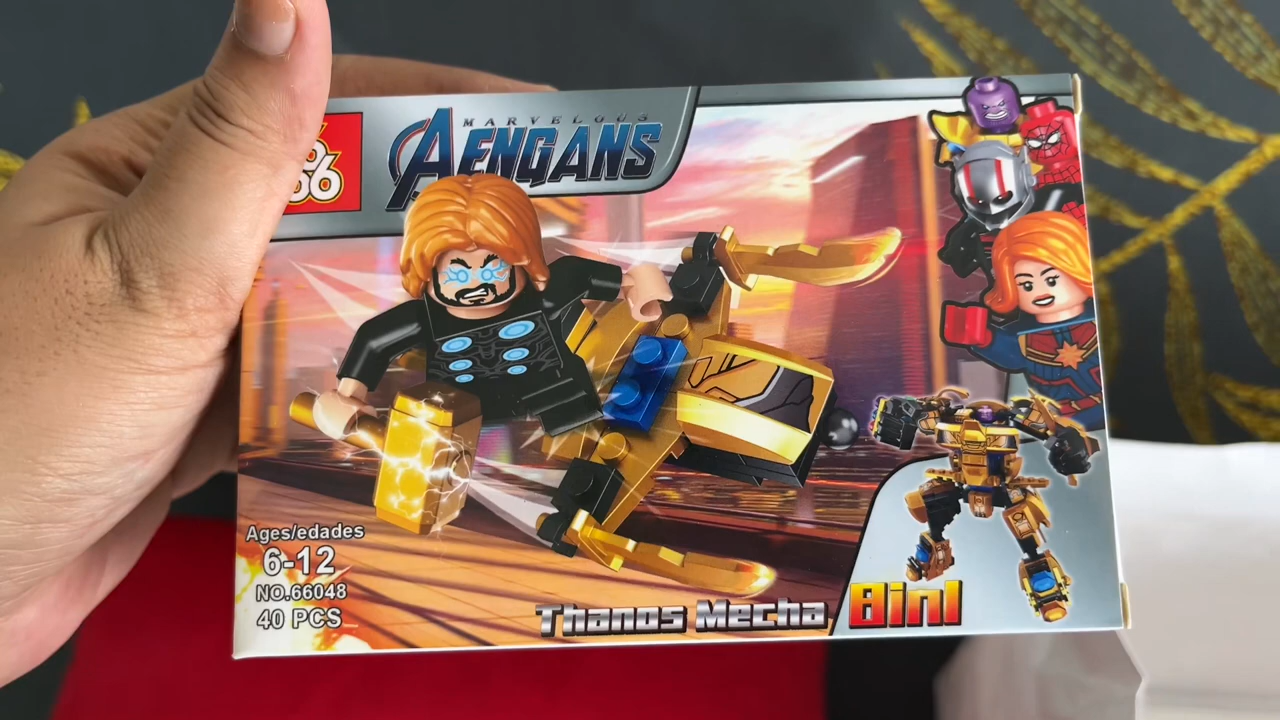 MARVELOUS
AENGANS
Ages/edades
6-12
NO.66048
40 PCS
Thanos Mecha
8in1